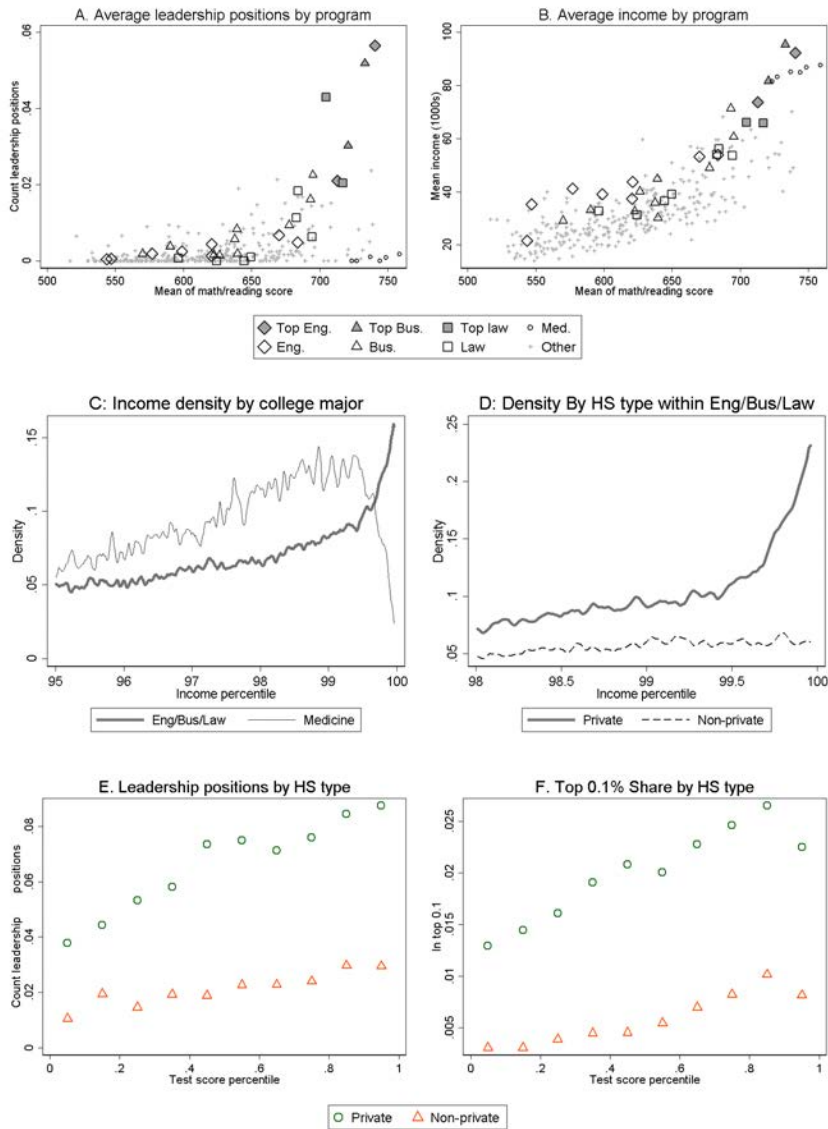 A. Average leadership positions by program
Count leadership positions
.06
.04
.02
0
500 550 600 650 700 750
Mean of math/reading score
B. Average income by program
Mean income (1000s)
100
80
60
40
20
500 550 600 650 700 750
Mean of math/reading score
Top Eng. Top Bus. Top law Med.
Eng. Bus. Law Other
C: Income density by college major
Density
.15
.1
.05
0
95 96 97 98 99 100
Income percentile
Eng/Bus/Law Medicine
D: Density By HS type within Eng/Bus/Law
Density
.25
.2
.15
.1
.05
98 98.5 99 99.5 100
Income percentile
Private Non-private
E. Leadership positions by HS type
Count leadership positions
.08
.06
.04
.02
0
0 .2 .4 .6 .8 1
Test score percentile
F. Top 0.1% Share by HS type
In top 0.1
.025
.02
.015
.01
.005
0 .2 .4 .6 .8 1
Test score percentile
Private Non-private